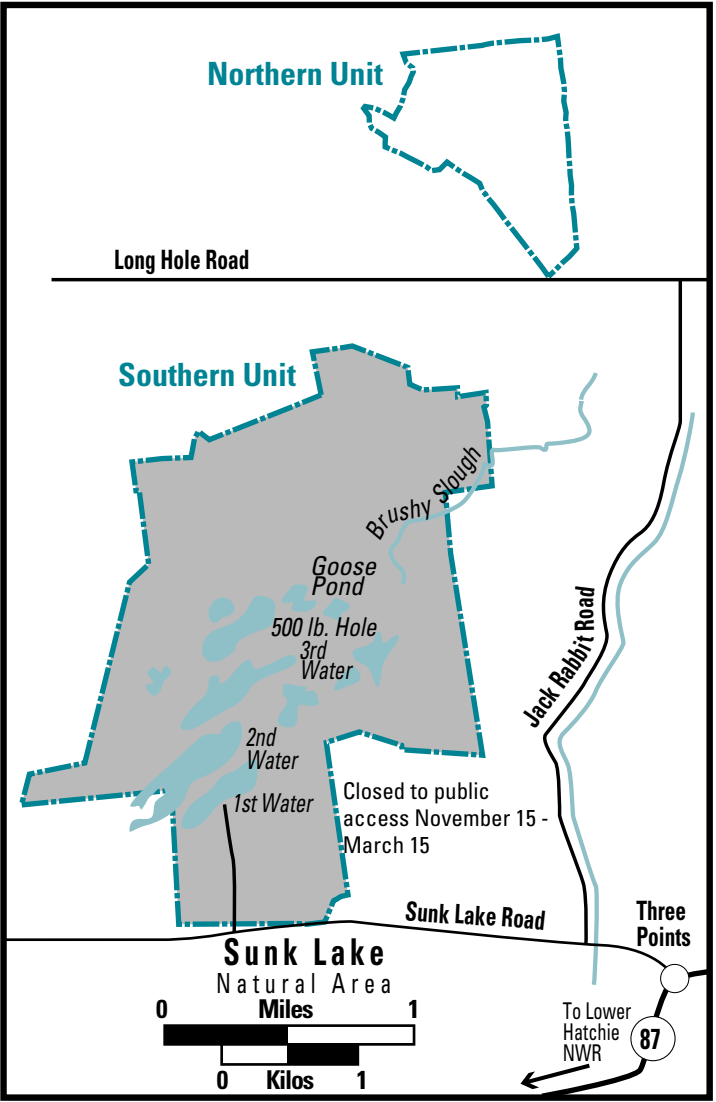 Northern Unit
Long Hole Road
Southern Unit
Brushy Slough
Goose
Pond
500 lb. Hole
3rd
Water
Jack Rabbit Road
2nd
Water
1st Water
Closed to public
access November 15 -
March 15
Sunk Lake Road
Three
Points
Sunk Lake
Natural Area
0 Miles 1
0 Kilos 1
To Lower
Hatchie
NWR
87